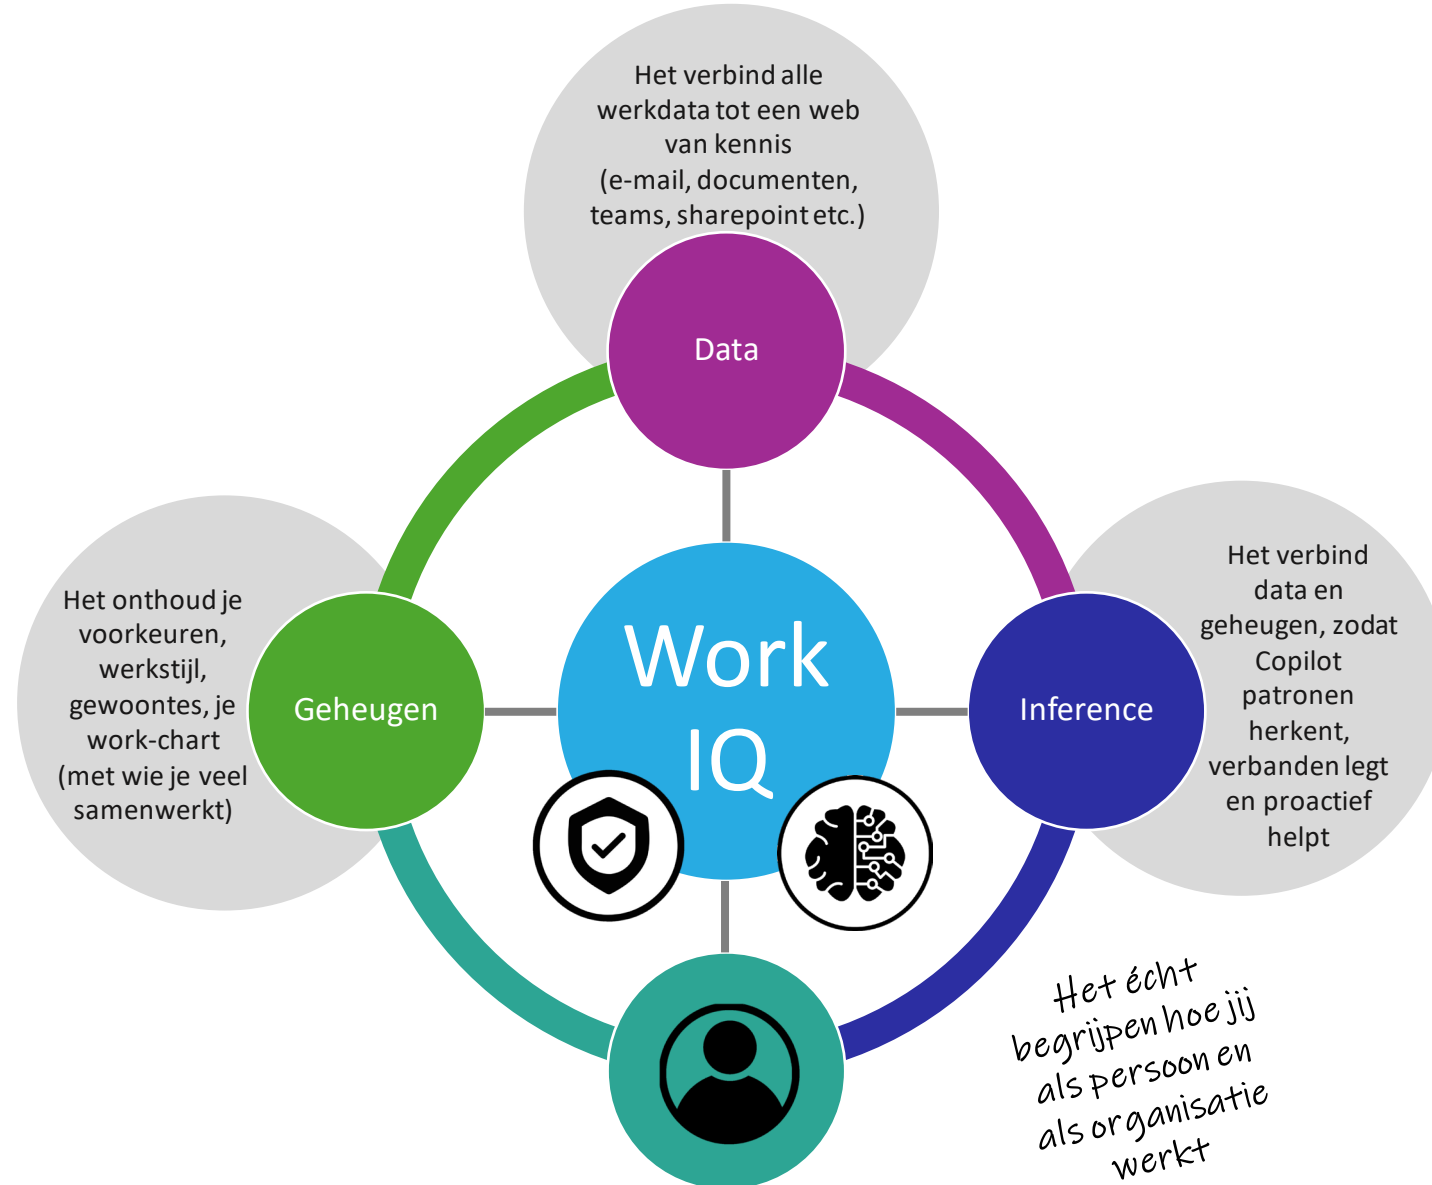 Het verbind alle
werkdata tot een web
van kennis
(e-mail, documenten,
teams, sharepoint etc.)
Data
Het onthoud je
voorkeuren,
werkstijl,
gewoontes, je
work-chart
(met wie je veel
samenwerkt)
Geheugen
Work
IQ
Inference
Het verbind
data en
geheugen, zodat
Copilot
patronen
herkent,
verbanden legt
en proactief
helpt
Het écht
begrijpen hoe jij
als persoon en
als organisatie
werkt